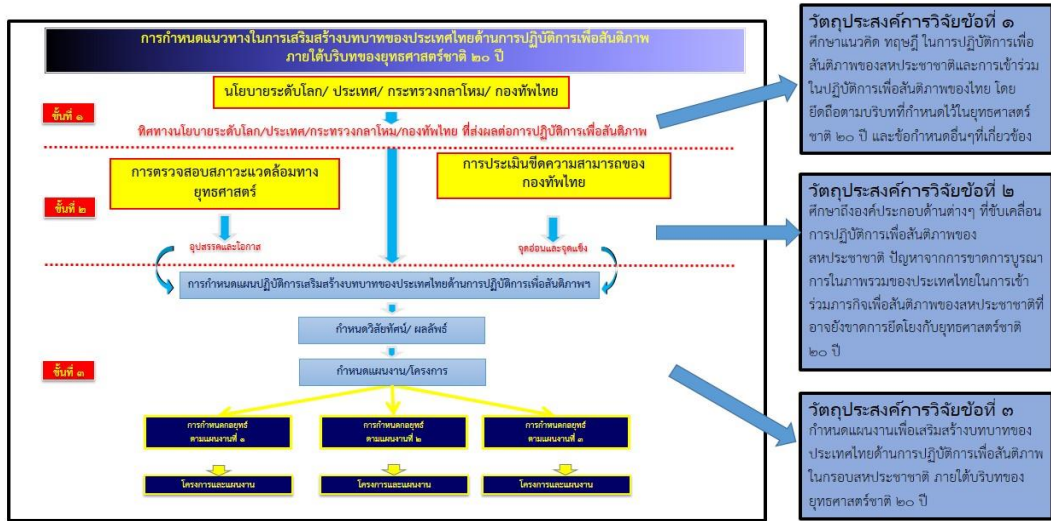 การกำหนดแนวทางในการเสริมสร้างบทบาทของประเทศไทยด้านการปฏิบัติการเพื่อสันติภาพ
ภายใต้บริบทของยุทธศาสตร์ชาติ ๒๐ ปี
นโยบายระดับโลก/ ประเทศ/ กระทรวงกลาโหม/ กองทัพไทย
ขั้นที่ ๑
ทิศทางนโยบายระดับโลก/ประเทศ/กระทรวงกลาโหม/กองทัพไทย ที่ส่งผลต่อการปฏิบัติการเพื่อสันติภาพ
การตรวจสอบสภาวะแวดล้อมทาง
ยุทธศาสตร์
การประเมินขีดความสามารถของ
กองทัพไทย
ขั้นที่ ๒
อุปสรรคและโอกาส
จุดอ่อนและจุดแข็ง
การกำหนดแผนปฏิบัติการเสริมสร้างบทบาทของประเทศไทยด้านการปฏิบัติการเพื่อสันติภาพฯ
กำหนดวิสัยทัศน์/ ผลลัพธ์
ขั้นที่ ๓
กำหนดแผนงาน/โครงการ
การกำหนดกลยุทธ์
ตามแผนงานที่ ๑
การกำหนดกลยุทธ์
ตามแผนงานที่ ๒
การกำหนดกลยุทธ์
ตามแผนงานที่ ๓
โครงการและแผนงาน
โครงการและแผนงาน
โครงการและแผนงาน
วัตถุประสงค์การวิจัยข้อที่ ๑
ศึกษาแนวคิด ทฤษฎี ในการปฏิบัติการเพื่อ
สันติภาพของสหประชาชาติและการเข้าร่วม
ในปฏิบัติการเพื่อสันติภาพของไทย โดย
ยึดถือตามบริบทที่กำหนดไว้ในยุทธศาสตร์
ชาติ ๒๐ ปี และข้อกำหนดอื่นๆที่เกี่ยวข้อง
วัตถุประสงค์การวิจัยข้อที่ ๒
ศึกษาถึงองค์ประกอบด้านต่างๆ ที่ขับเคลื่อน
การปฏิบัติการเพื่อสันติภาพของ
สหประชาชาติ ปัญหาจากการขาดการบูรณา
การในภาพรวมของประเทศไทยในการเข้า
ร่วมภารกิจเพื่อสันติภาพของสหประชาชาติที่
อาจยังขาดการยึดโยงกับยุทธศาสตร์ชาติ
๒๐ ปี
วัตถุประสงค์การวิจัยข้อที่ ๓
กำหนดแผนงานเพื่อเสริมสร้างบทบาทของ
ประเทศไทยด้านการปฏิบัติการเพื่อสันติภาพ
ในกรอบสหประชาชาติ ภายใต้บริบทของ
ยุทธศาสตร์ชาติ ๒๐ ปี